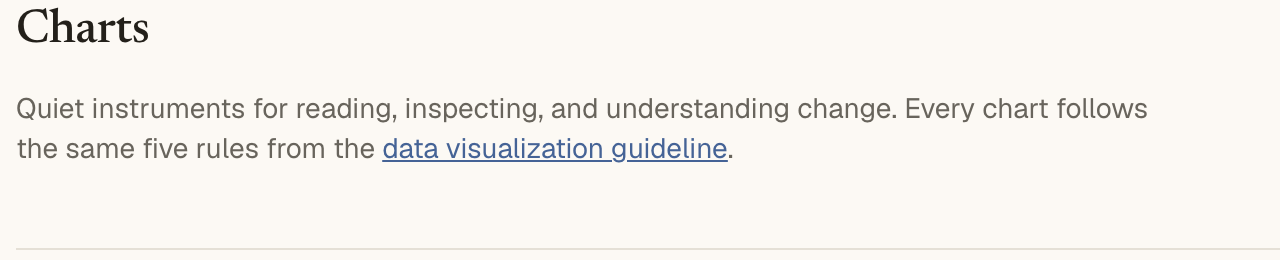 Charts
Quiet instruments for reading, inspecting, and understanding change. Every chart follows
the same five rules from the data visualization guideline.